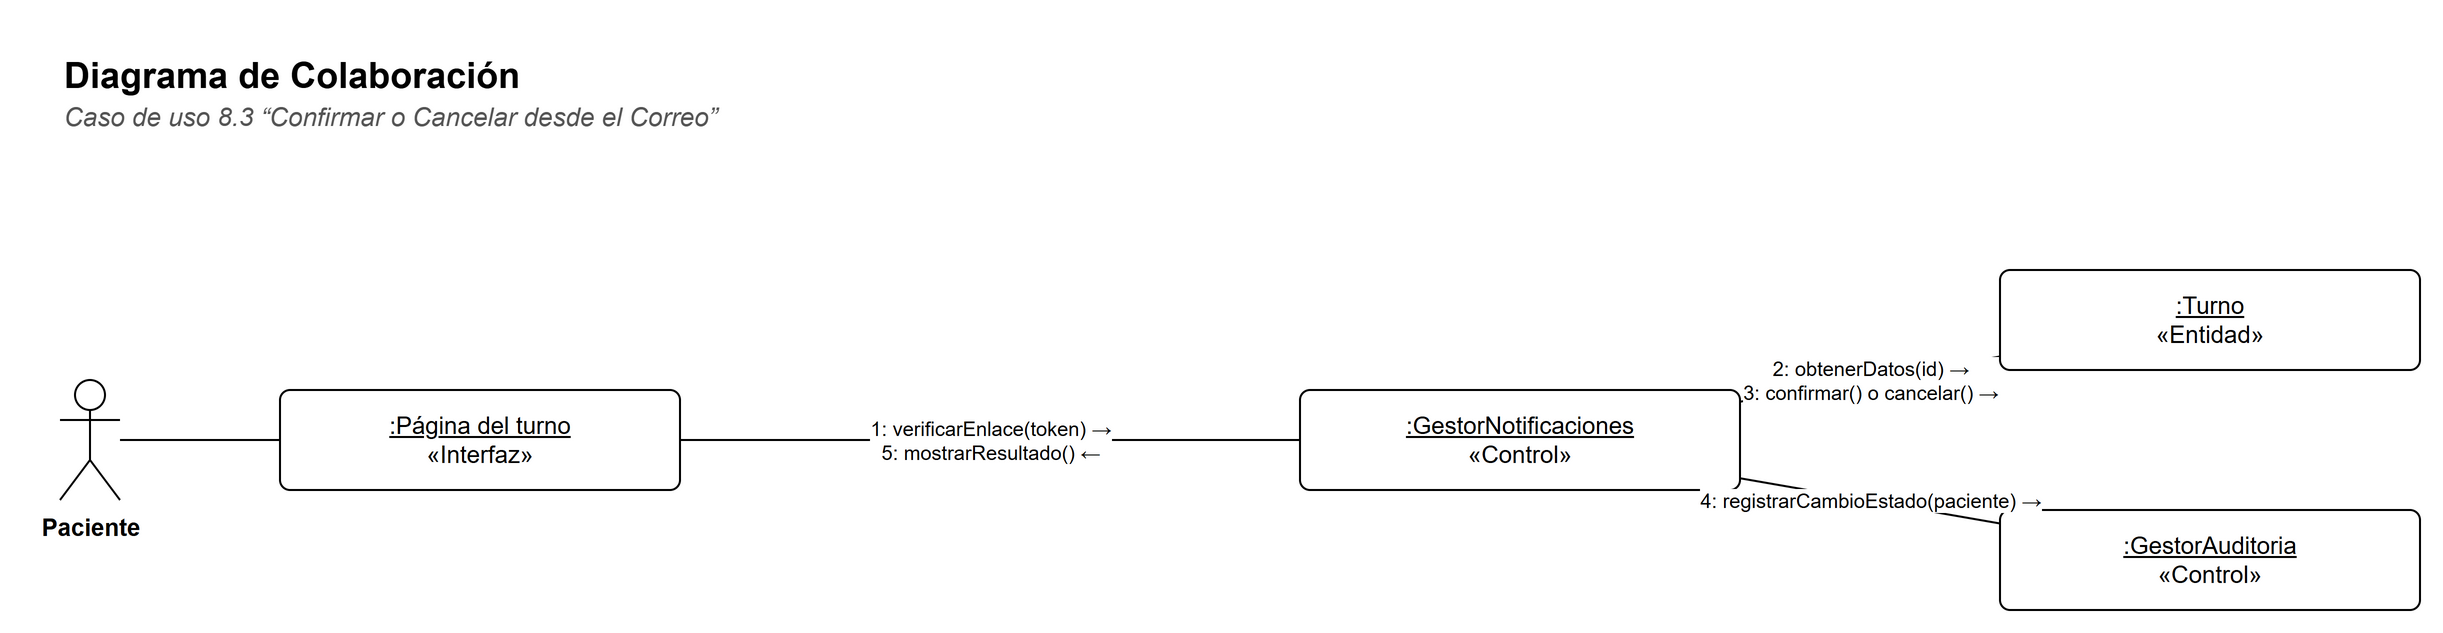 Diagrama de Colaboración
Caso de uso 8.3 “Confirmar o Cancelar desde el Correo”
Paciente
:Página del turno
«Interfaz»
1: verificarEnlace(token) →
5: mostrarResultado() ←
:GestorNotificaciones
«Control»
2: obtenerDatos(id) →
3: confirmar() o cancelar() →
4: registrarCambioEstado(paciente) →
:Turno
«Entidad»
:GestorAuditoria
«Control»